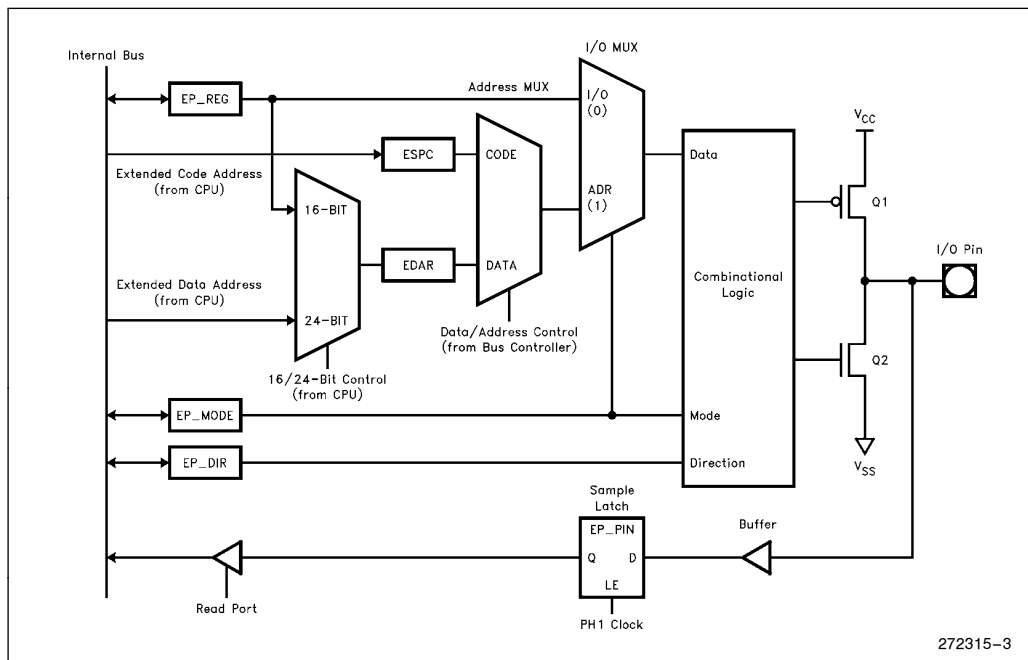 I/O MUX
Internal Bus
Address MUX
EP_REG
I/O
(0)
VCC
ESPC
CODE
Data
Extended Code Address
(from CPU)
16-BIT
ADR
(1)
Q1
I/O Pin
EDAR
DATA
Combinational
Logic
Extended Data Address
(from CPU)
24-BIT
Data/Address Control
(from Bus Controller)
Q2
16/24-Bit Control
(from CPU)
EP_MODE
Mode
EP_DIR
Direction
VSS
Sample
Latch
Buffer
EP_PIN
Q
D
LE
Read Port
PH1 Clock
272315-3